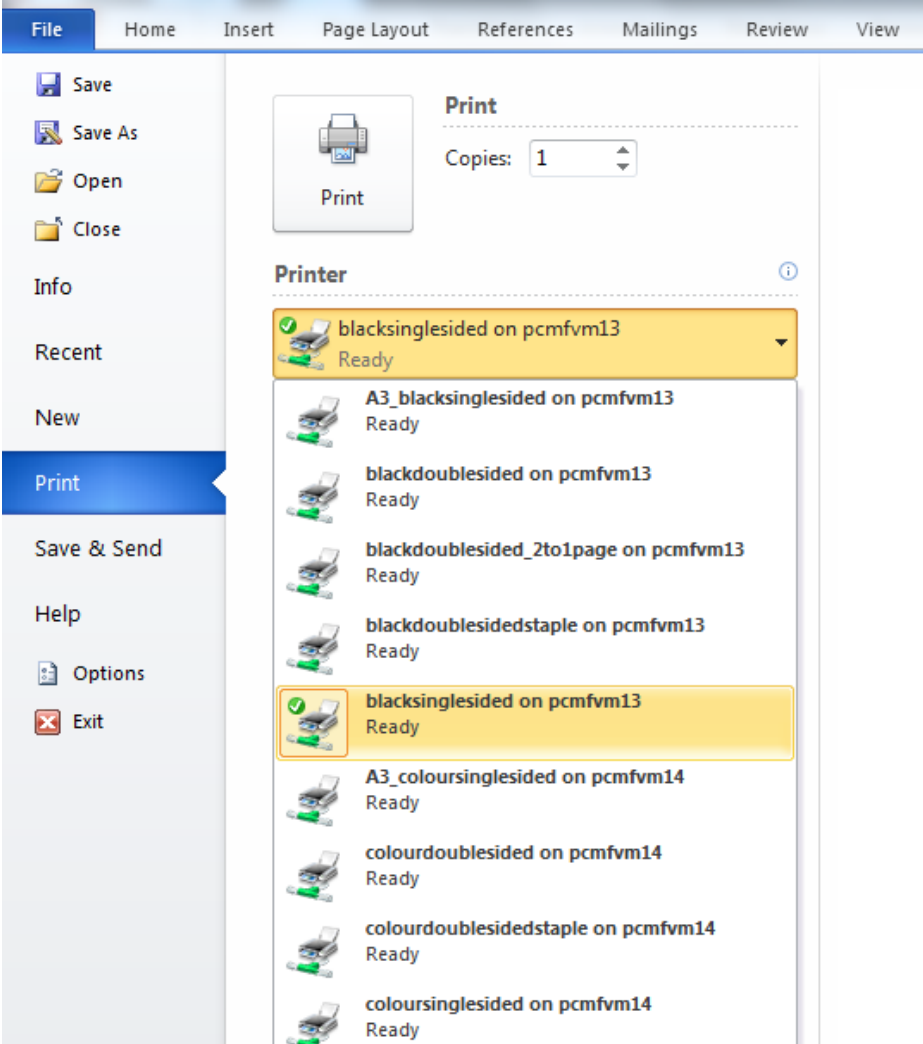 File Home Insert Page Layout References Mailings Review View
Save
Save As
Open
Close
Info
Recent
New
Print
Save & Send
Help
Options
Exit
Print
Print
Copies: 1
Printer
blacksinglesided on pcmfvm13
Ready
A3_blacksinglesided on pcmfvm13
Ready
blackdoublesided on pcmfvm13
Ready
blackdoublesided_2to1page on pcmfvm13
Ready
blackdoublesidedstaple on pcmfvm13
Ready
blacksinglesided on pcmfvm13
Ready
A3_coloursinglesided on pcmfvm14
Ready
colourdoublesided on pcmfvm14
Ready
colourdoublesidedstaple on pcmfvm14
Ready
coloursinglesided on pcmfvm14
Ready